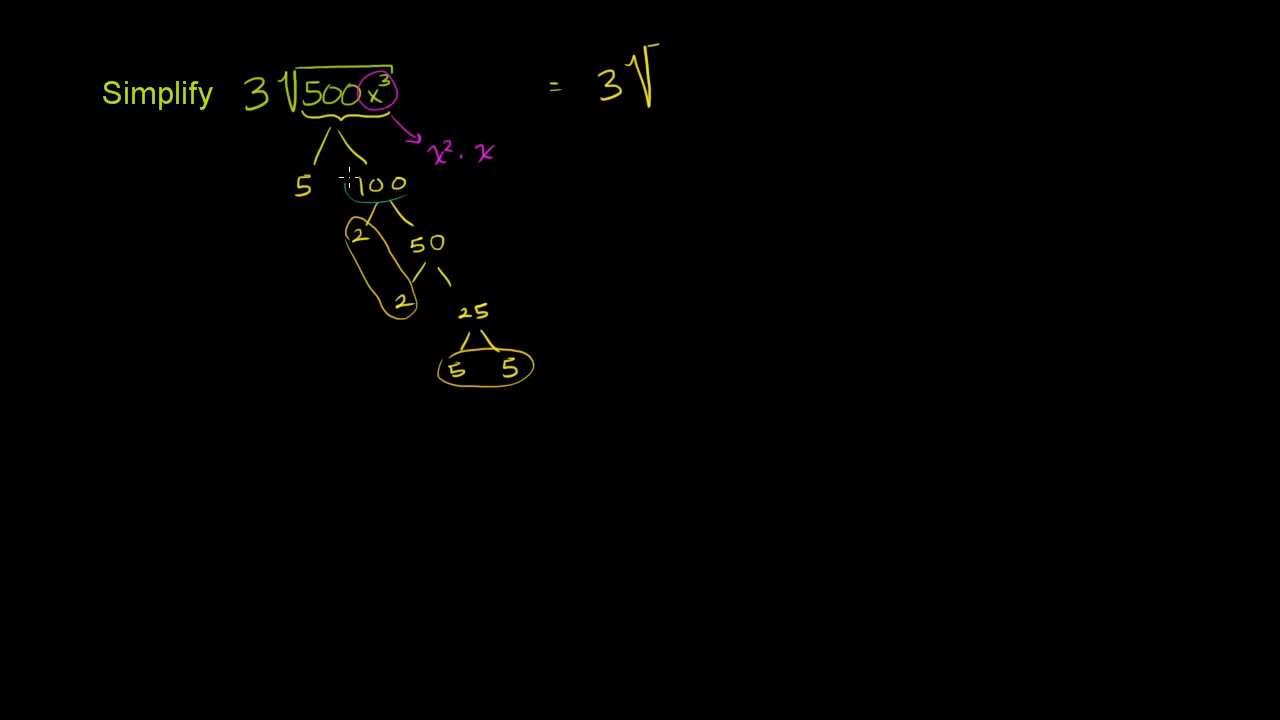 Simplify 3√500x³ = 3√
x² · x
5 100
2 50
2 25
5 5